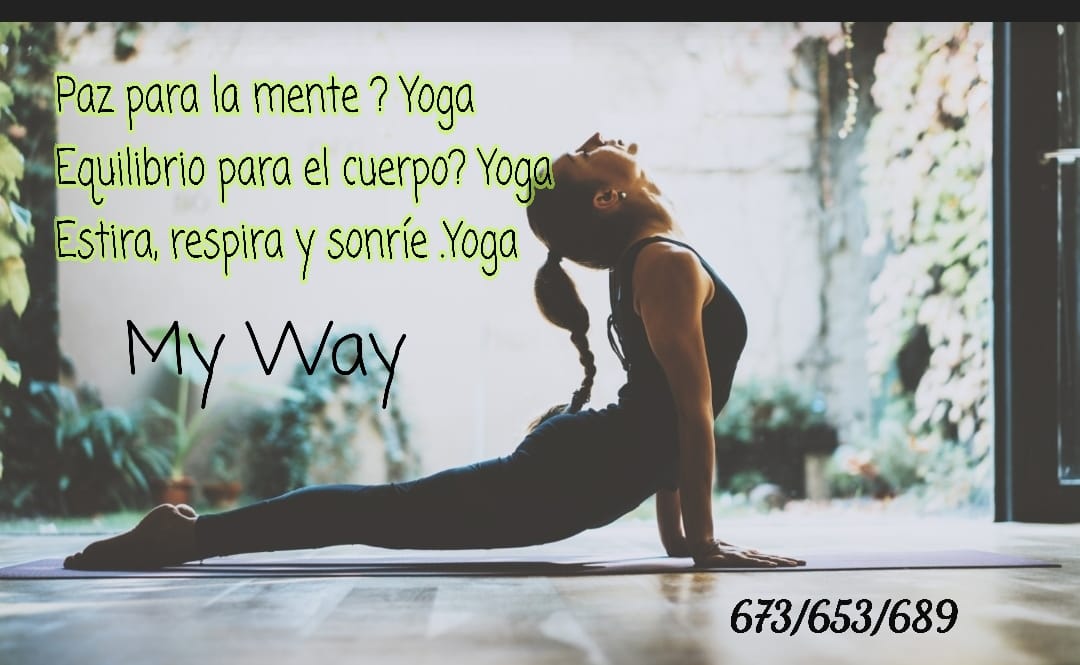 Paz para la mente ? Yoga
Equilibrio para el cuerpo? Yoga
Estira, respira y sonríe .Yoga
My Way
673/653/689